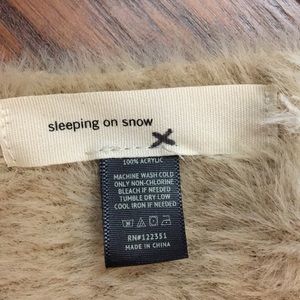 sleeping on snow
100% ACRYLIC
MACHINE WASH COLD
ONLY NON-CHLORINE
BLEACH IF NEEDED
TUMBLE DRY LOW
COOL IRON IF NEEDED
RN#122351
MADE IN CHINA